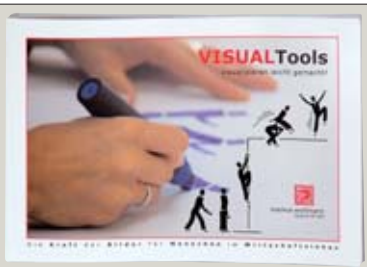 VISUALTools
visualisieren leicht gemacht
Die Kraft der Bilder für Menschen im Wirtschaftsleben